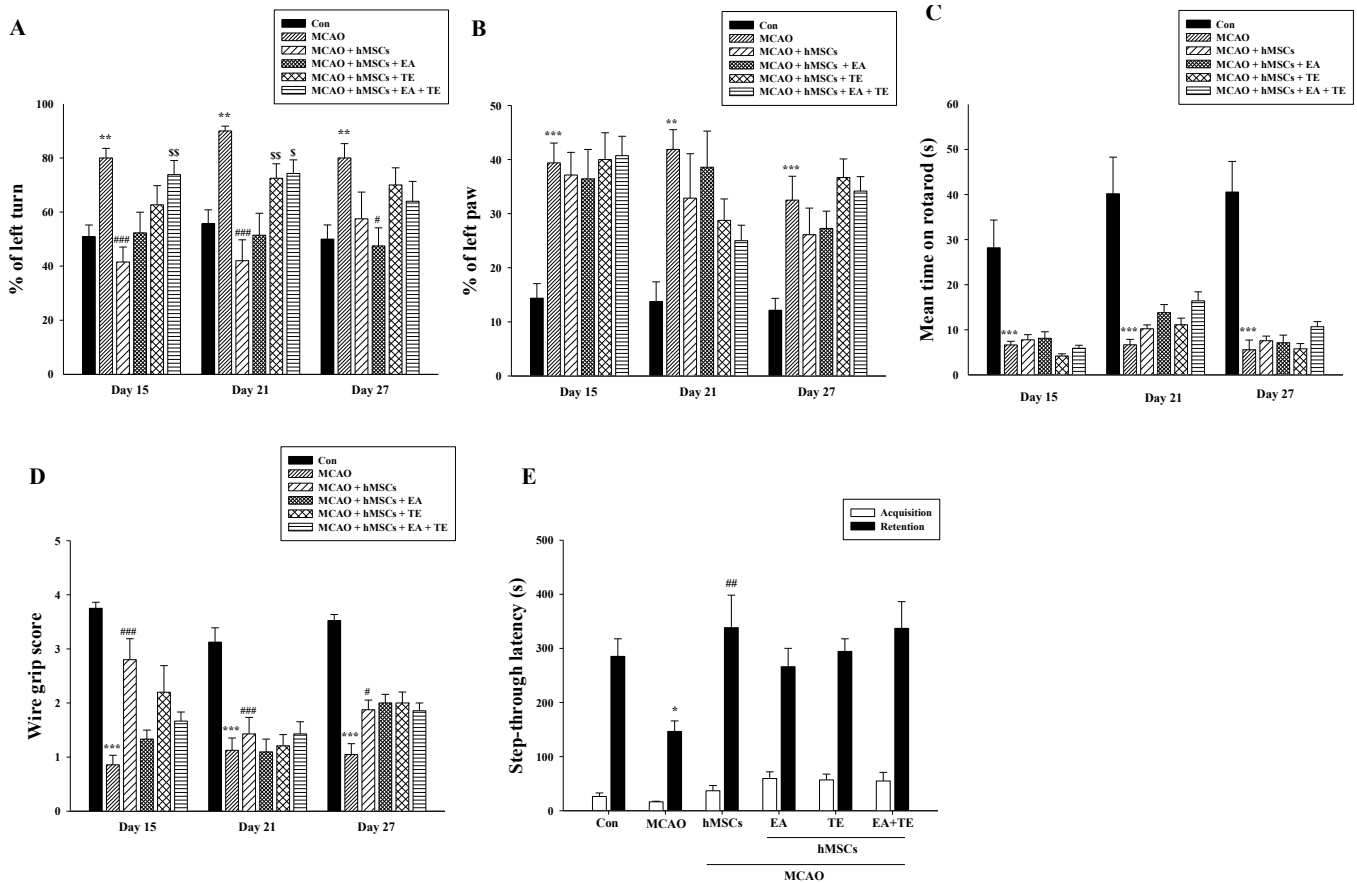 A
Con
MCAO
MCAO + hMSCs
MCAO + hMSCs + EA
MCAO + hMSCs + TE
MCAO + hMSCs + EA + TE
% of left turn
100
80
60
40
20
0
** ### $$
** ### $$ $
** #
Day 15 Day 21 Day 27
B
Con
MCAO
MCAO + hMSCs
MCAO + hMSCs + EA
MCAO + hMSCs + TE
MCAO + hMSCs + EA + TE
% of left paw
50
40
30
20
10
0
*** ** ***
Day 15 Day 21 Day 27
C
Con
MCAO
MCAO + hMSCs
MCAO + hMSCs + EA
MCAO + hMSCs + TE
MCAO + hMSCs + EA + TE
Mean time on rotarod (s)
60
50
40
30
20
10
0
*** *** ***
Day 15 Day 21 Day 27
D
Con
MCAO
MCAO + hMSCs
MCAO + hMSCs + EA
MCAO + hMSCs + TE
MCAO + hMSCs + EA + TE
Wire grip score
5
4
3
2
1
0
*** ###
*** ###
*** #
Day 15 Day 21 Day 27
E
Acquisition
Retention
Step-through latency (s)
500
400
300
200
100
0
* ##
Con MCAO hMSCs EA TE EA+TE
hMSCs
MCAO